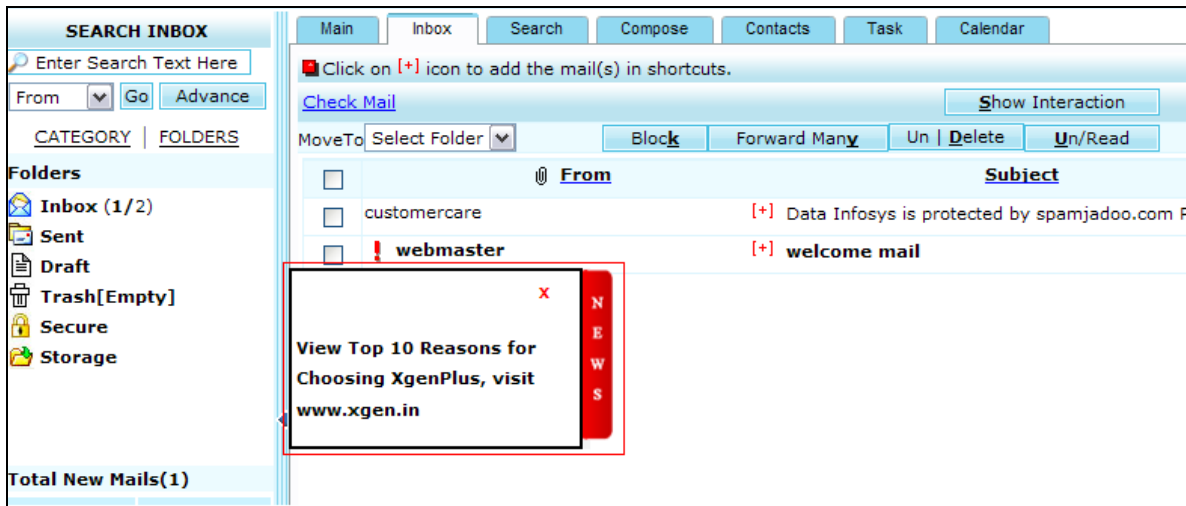 SEARCH INBOX
Enter Search Text Here
From Go Advance
CATEGORY | FOLDERS
Folders
Inbox (1/2)
Sent
Draft
Trash[Empty]
Secure
Storage
Total New Mails(1)
Main Inbox Search Compose Contacts Task Calendar
Click on [+] icon to add the mail(s) in shortcuts.
Check Mail Show Interaction
MoveTo Select Folder Block Forward Many Un | Delete Un/Read
From Subject
customercare [+] Data Infosys is protected by spamjadoo.com
webmaster [+] welcome mail
X
View Top 10 Reasons for
Choosing XgenPlus, visit
www.xgen.in
NEWS